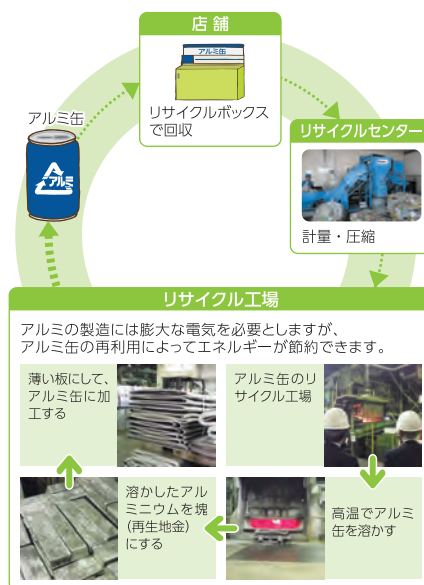 店 舗
アルミ缶
リサイクルボックス
で回収
アルミ缶
アルミ
リサイクルセンター
計量・圧縮
リサイクル工場
アルミの製造には膨大な電気を必要としますが、
アルミ缶の再利用によってエネルギーが節約できます。
アルミ缶のリ
サイクル工場
高温でアルミ
缶を溶かす
溶かしたアル
ミニウムを塊
(再生地金)
にする
薄い板にして、
アルミ缶に加
工する